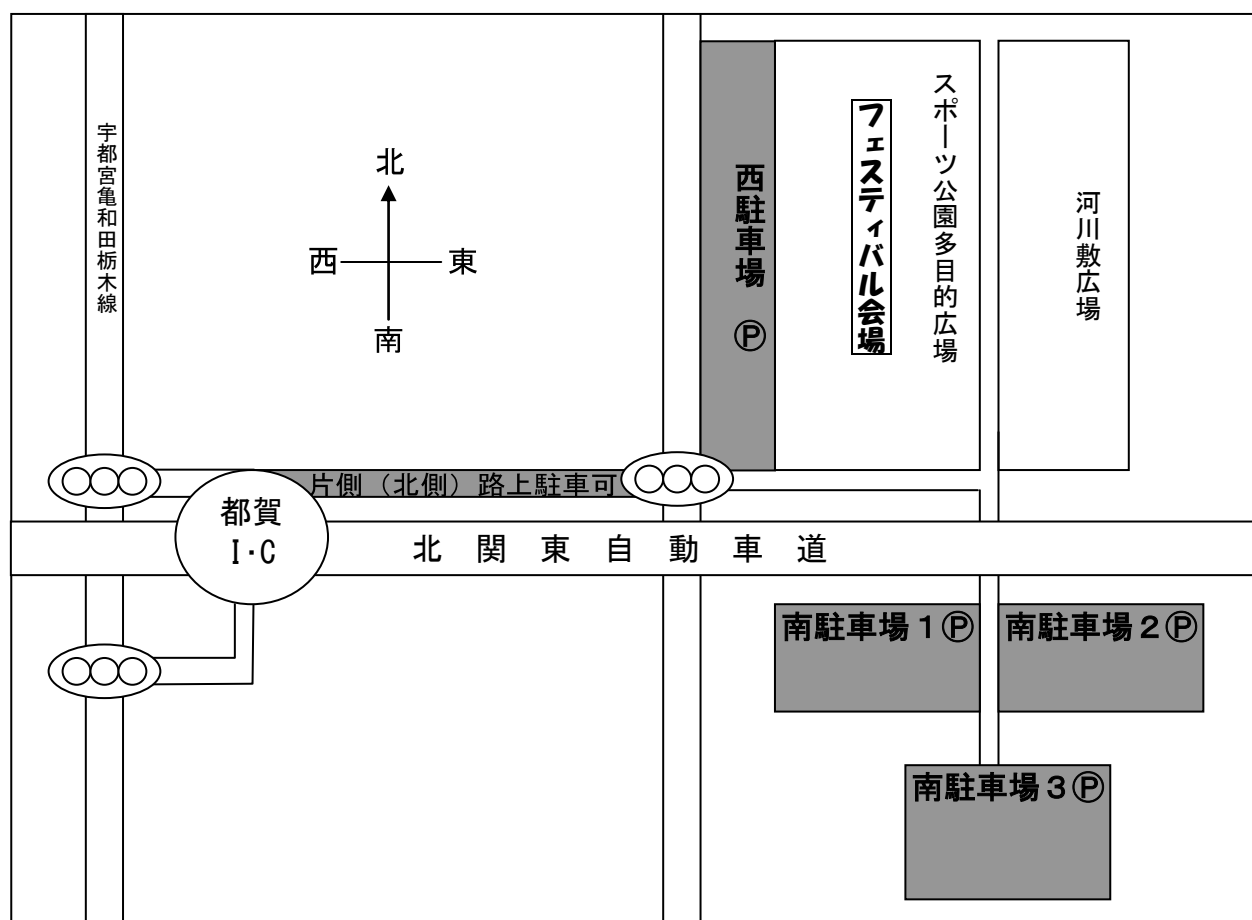 宇都宮亀和田栃木線
北
西
東
南
西駐車場 Ⓟ
フェスティバル会場
スポーツ公園多目的広場
河川敷広場
片側（北側）路上駐車可
都賀
I・C
北関東自動車道
南駐車場１Ⓟ
南駐車場２Ⓟ
南駐車場３Ⓟ